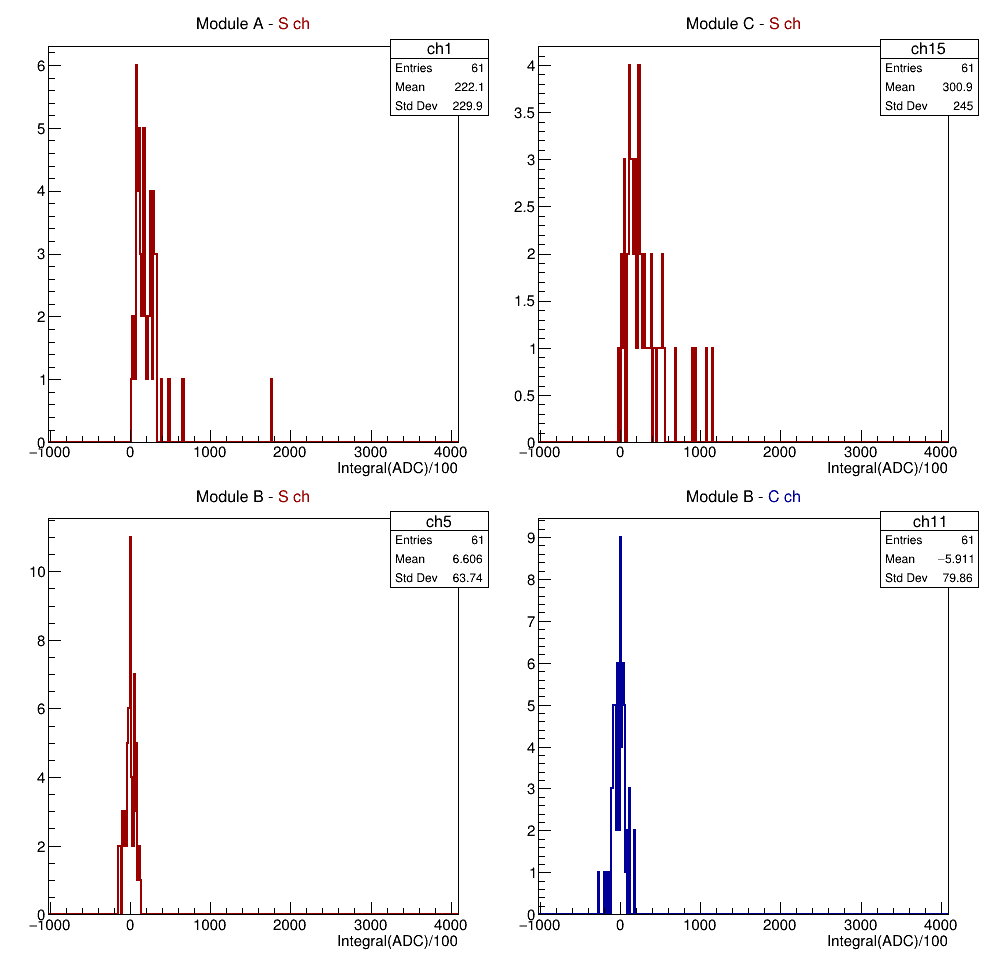 Module A - S ch
ch1
Entries 61
Mean 222.1
Std Dev 229.9
6
5
4
3
2
1
0
−1000 0 1000 2000 3000 4000
Integral(ADC)/100
Module C - S ch
ch15
Entries 61
Mean 300.9
Std Dev 245
4
3.5
3
2.5
2
1.5
1
0.5
0
−1000 0 1000 2000 3000 4000
Integral(ADC)/100
Module B - S ch
ch5
Entries 61
Mean 6.606
Std Dev 63.74
10
8
6
4
2
0
−1000 0 1000 2000 3000 4000
Integral(ADC)/100
Module B - C ch
ch11
Entries 61
Mean −5.911
Std Dev 79.86
9
8
7
6
5
4
3
2
1
0
−1000 0 1000 2000 3000 4000
Integral(ADC)/100